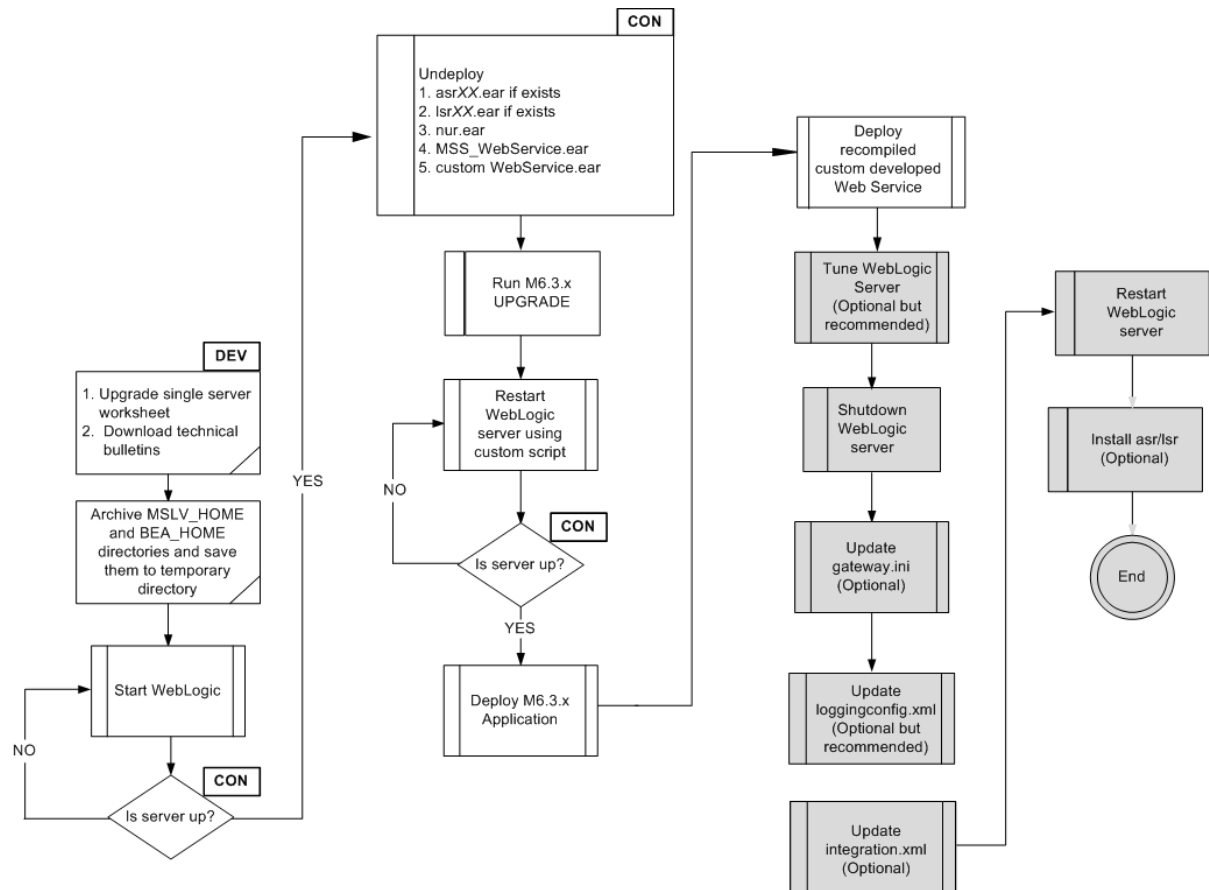 DEV
1. Upgrade single server
worksheet
2. Download technical
bulletins
Archive MSLV_HOME
and BEA_HOME
directories and save
them to temporary
directory
Start WebLogic
NO
CON
Is server up?
YES
CON
Undeploy
1. asrXX.ear if exists
2. lsrXX.ear if exists
3. nur.ear
4. MSS_WebService.ear
5. custom WebService.ear
Run M6.3.x
UPGRADE
Restart
WebLogic
server using
custom script
NO
CON
Is server up?
YES
Deploy M6.3.x
Application
Deploy
recompiled
custom developed
Web Service
Tune WebLogic
Server
(Optional but
recommended)
Shutdown
WebLogic
server
Update
gateway.ini
(Optional)
Update
loggingconfig.xml
(Optional but
recommended)
Update
integration.xml
(Optional)
Restart
WebLogic
server
Install asr/lsr
(Optional)
End